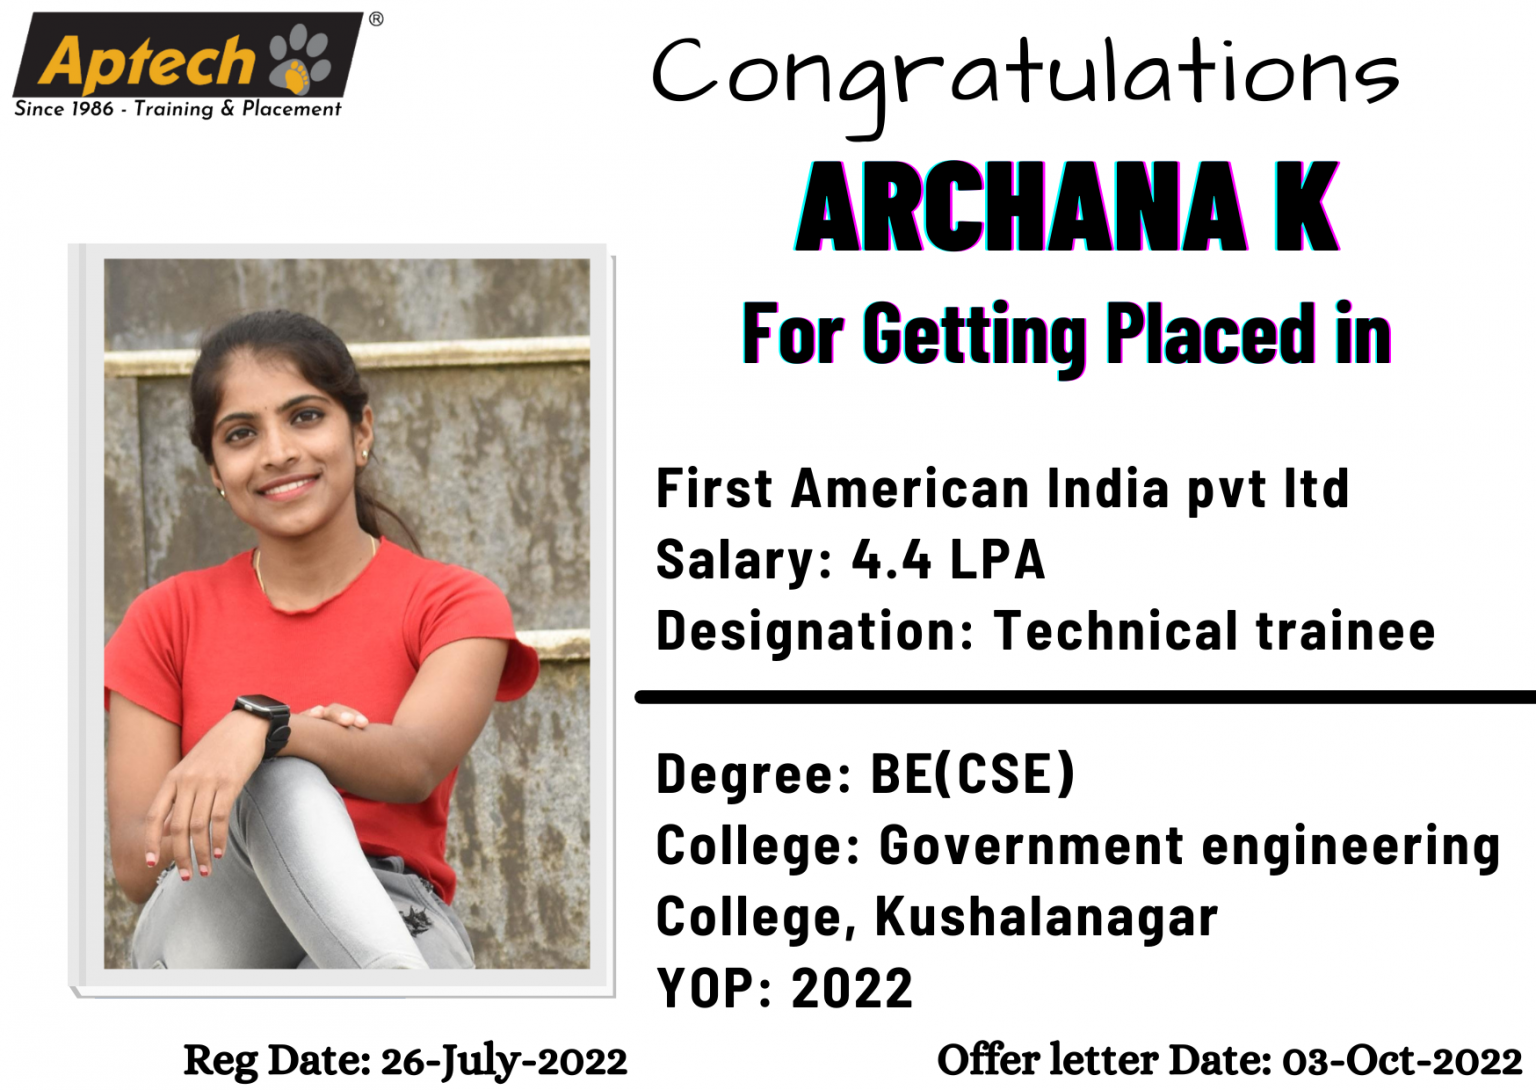 Aptech ®
Since 1986 - Training & Placement
Congratulations
ARCHANA K
For Getting Placed in
First American India pvt ltd
Salary: 4.4 LPA
Designation: Technical trainee
Degree: BE(CSE)
College: Government engineering
College, Kushalanagar
YOP: 2022
Reg Date: 26-July-2022
Offer letter Date: 03-Oct-2022